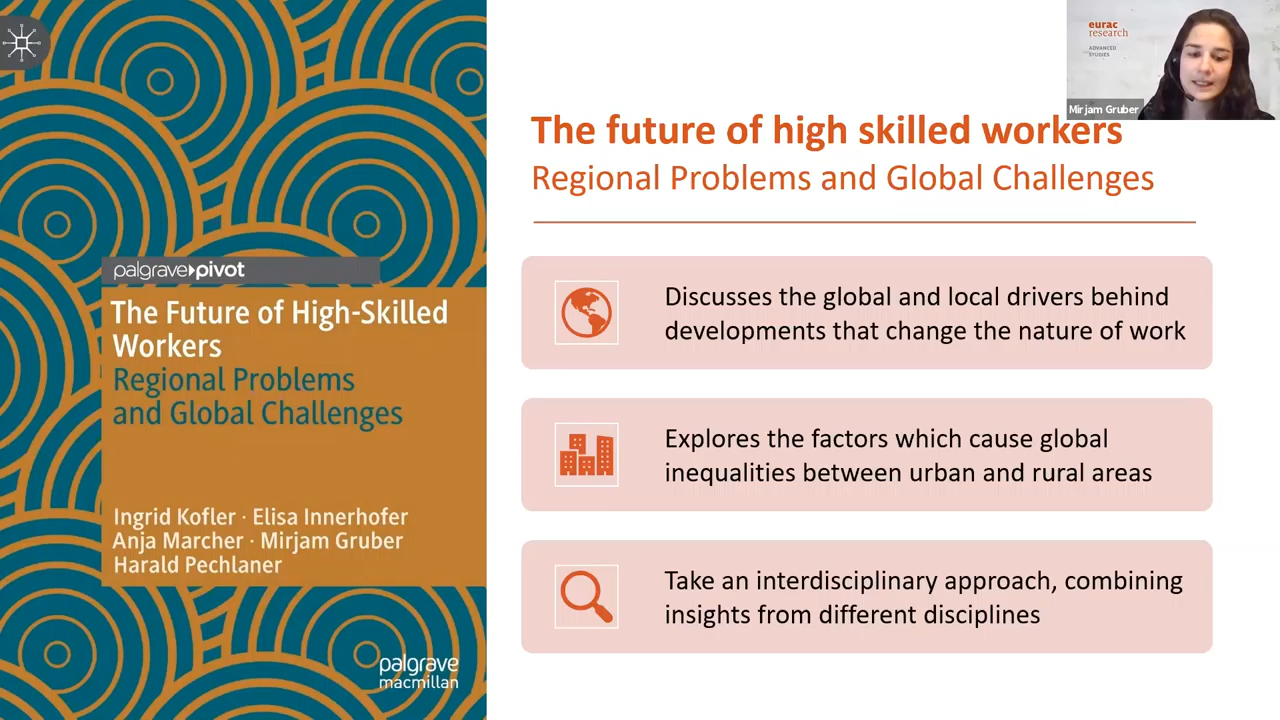 palgrave▸pivot
The Future of High-Skilled
Workers
Regional Problems
and Global Challenges
Ingrid Kofler · Elisa Innerhofer
Anja Marcher · Mirjam Gruber
Harald Pechlaner
palgrave
macmillan
eurac
research
ADVANCED
STUDIES
Mirjam Gruber
The future of high skilled workers
Regional Problems and Global Challenges
Discusses the global and local drivers behind
developments that change the nature of work
Explores the factors which cause global
inequalities between urban and rural areas
Take an interdisciplinary approach, combining
insights from different disciplines